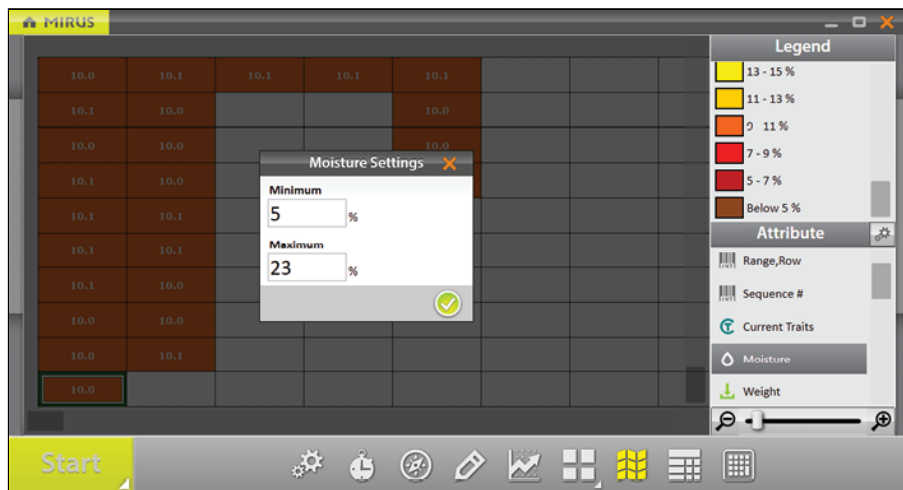 MIRUS
Legend
13 - 15 %
11 - 13 %
9 11 %
7 - 9 %
5 - 7 %
Below 5 %
10.0 10.1 10.1 10.1 10.1
10.1 10.0 10.0
10.0 10.0 10.0
10.1 10.0
10.1 10.1
10.1 10.1
10.1 10.0
10.0 10.0
10.0 10.1
10.0
Moisture Settings
Minimum
5 %
Maximum
23 %
Attribute
Range,Row
Sequence #
Current Traits
Moisture
Weight
Start